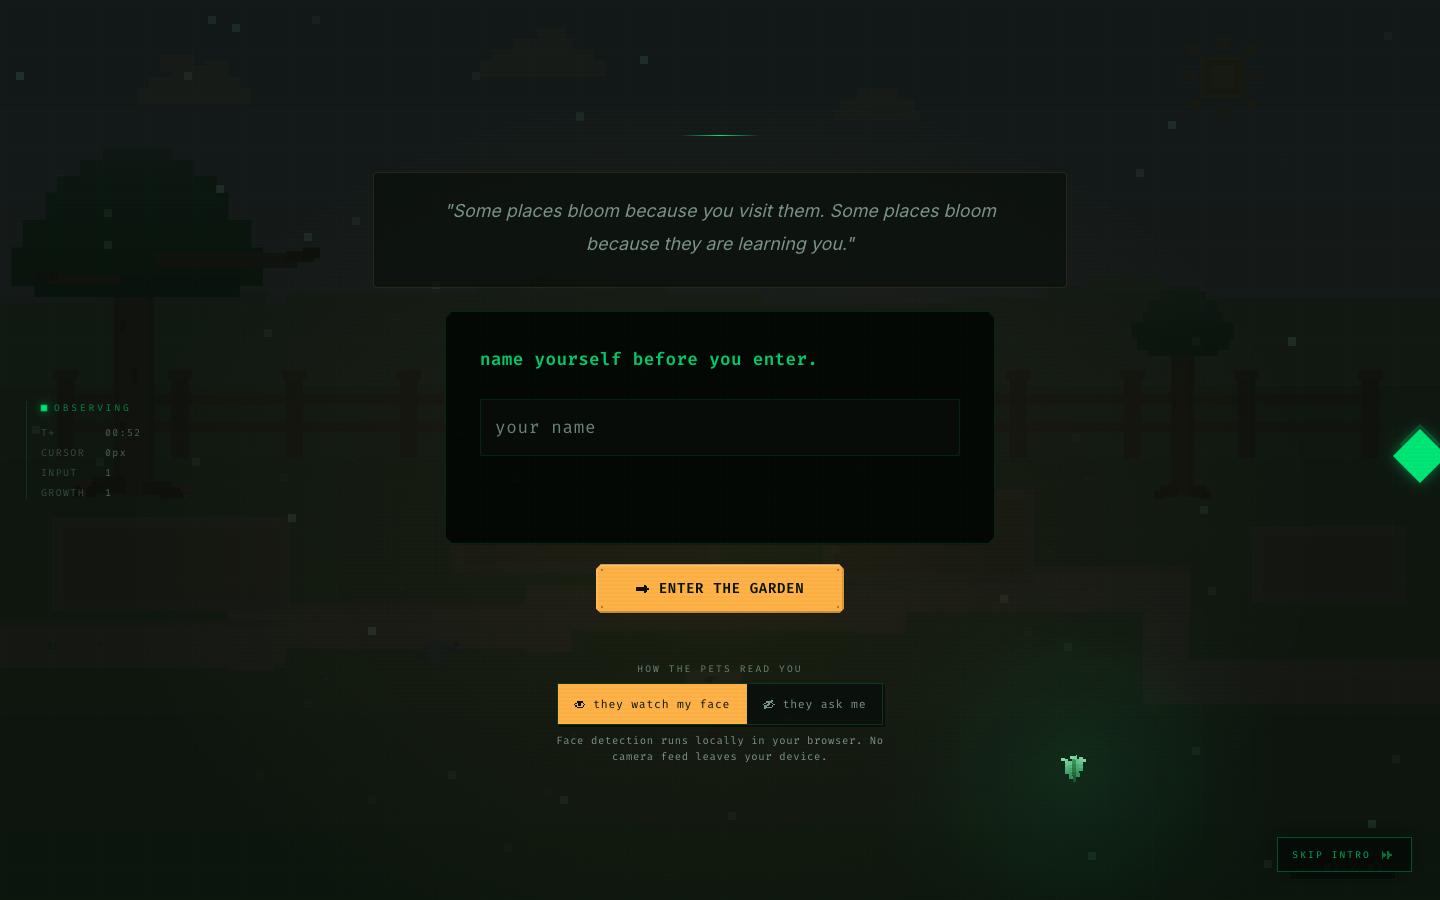 "Some places bloom because you visit them. Some places bloom
because they are learning you."
name yourself before you enter.
your name
OBSERVING
T+ 00:52
CURSOR 0px
INPUT 1
GROWTH 1
ENTER THE GARDEN
HOW THE PETS READ YOU
they watch my face
they ask me
Face detection runs locally in your browser. No
camera feed leaves your device.
SKIP INTRO